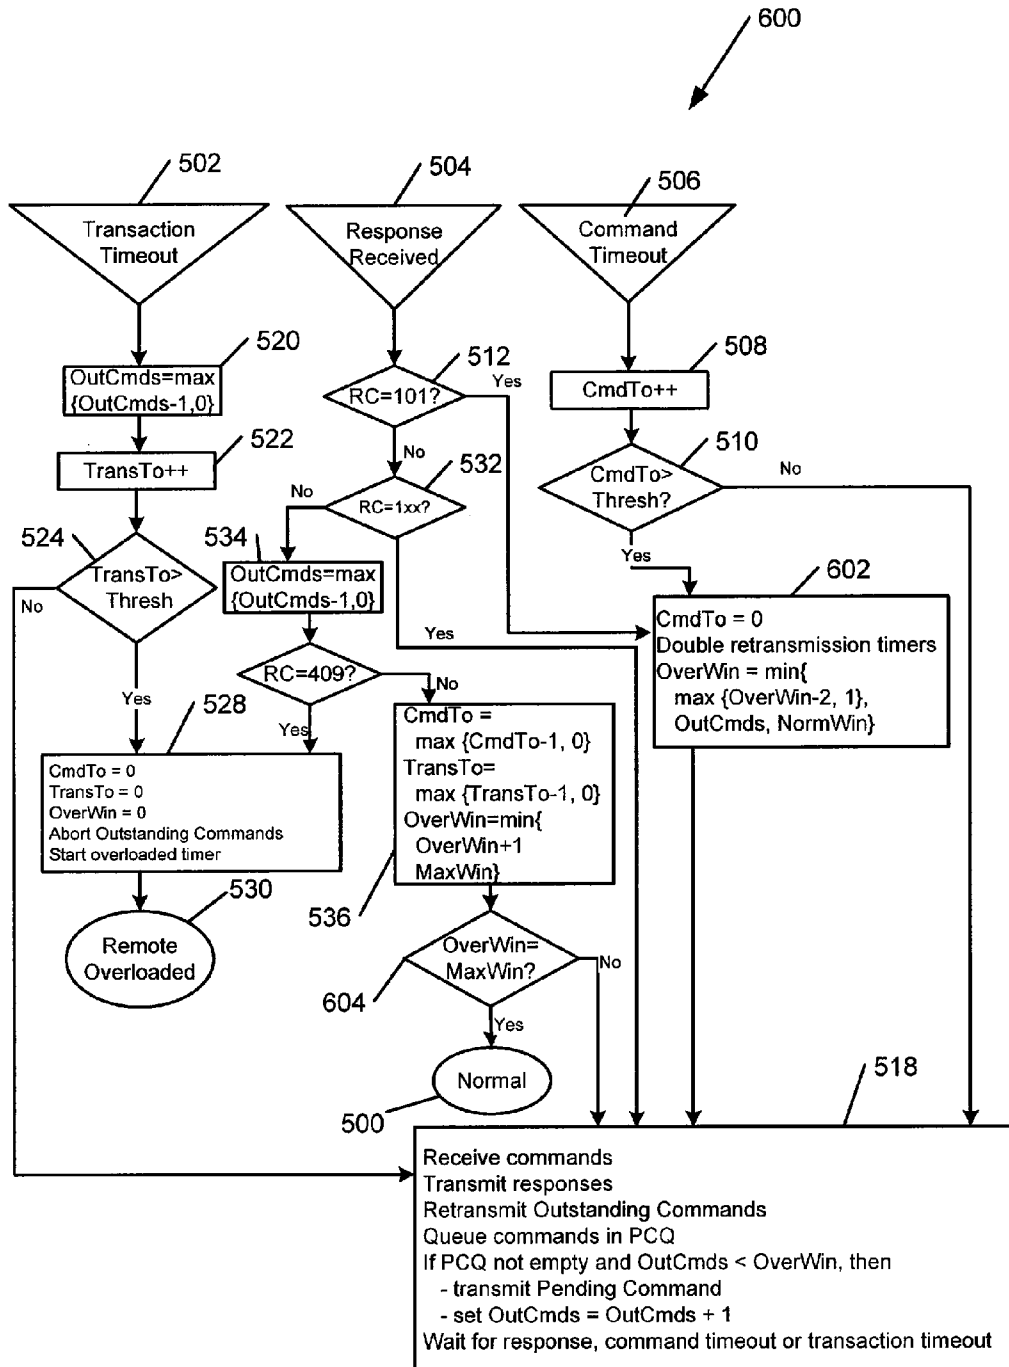 600
502
504
506
Transaction
Timeout
Response
Received
Command
Timeout
520
512
508
OutCmds=max
{OutCmds-1,0}
RC=101?
Yes
CmdTo++
522
No
510
TransTo++
532
No
RC=1xx?
CmdTo>
Thresh?
No
524
534
Yes
602
TransTo>
Thresh
No
OutCmds=max
{OutCmds-1,0}
Yes
CmdTo = 0
Double retransmission timers
OverWin = min{
max {OverWin-2, 1},
OutCmds, NormWin}
RC=409?
No
Yes
528
Yes
CmdTo = 0
TransTo = 0
OverWin = 0
Abort Outstanding Commands
Start overloaded timer
CmdTo =
max {CmdTo-1, 0}
TransTo=
max {TransTo-1, 0}
OverWin=min{
OverWin+1
MaxWin}
530
536
Remote
Overloaded
OverWin=
MaxWin?
No
604
Yes
Normal
500
518
Receive commands
Transmit responses
Retransmit Outstanding Commands
Queue commands in PCQ
If PCQ not empty and OutCmds < OverWin, then
- transmit Pending Command
- set OutCmds = OutCmds + 1
Wait for response, command timeout or transaction timeout